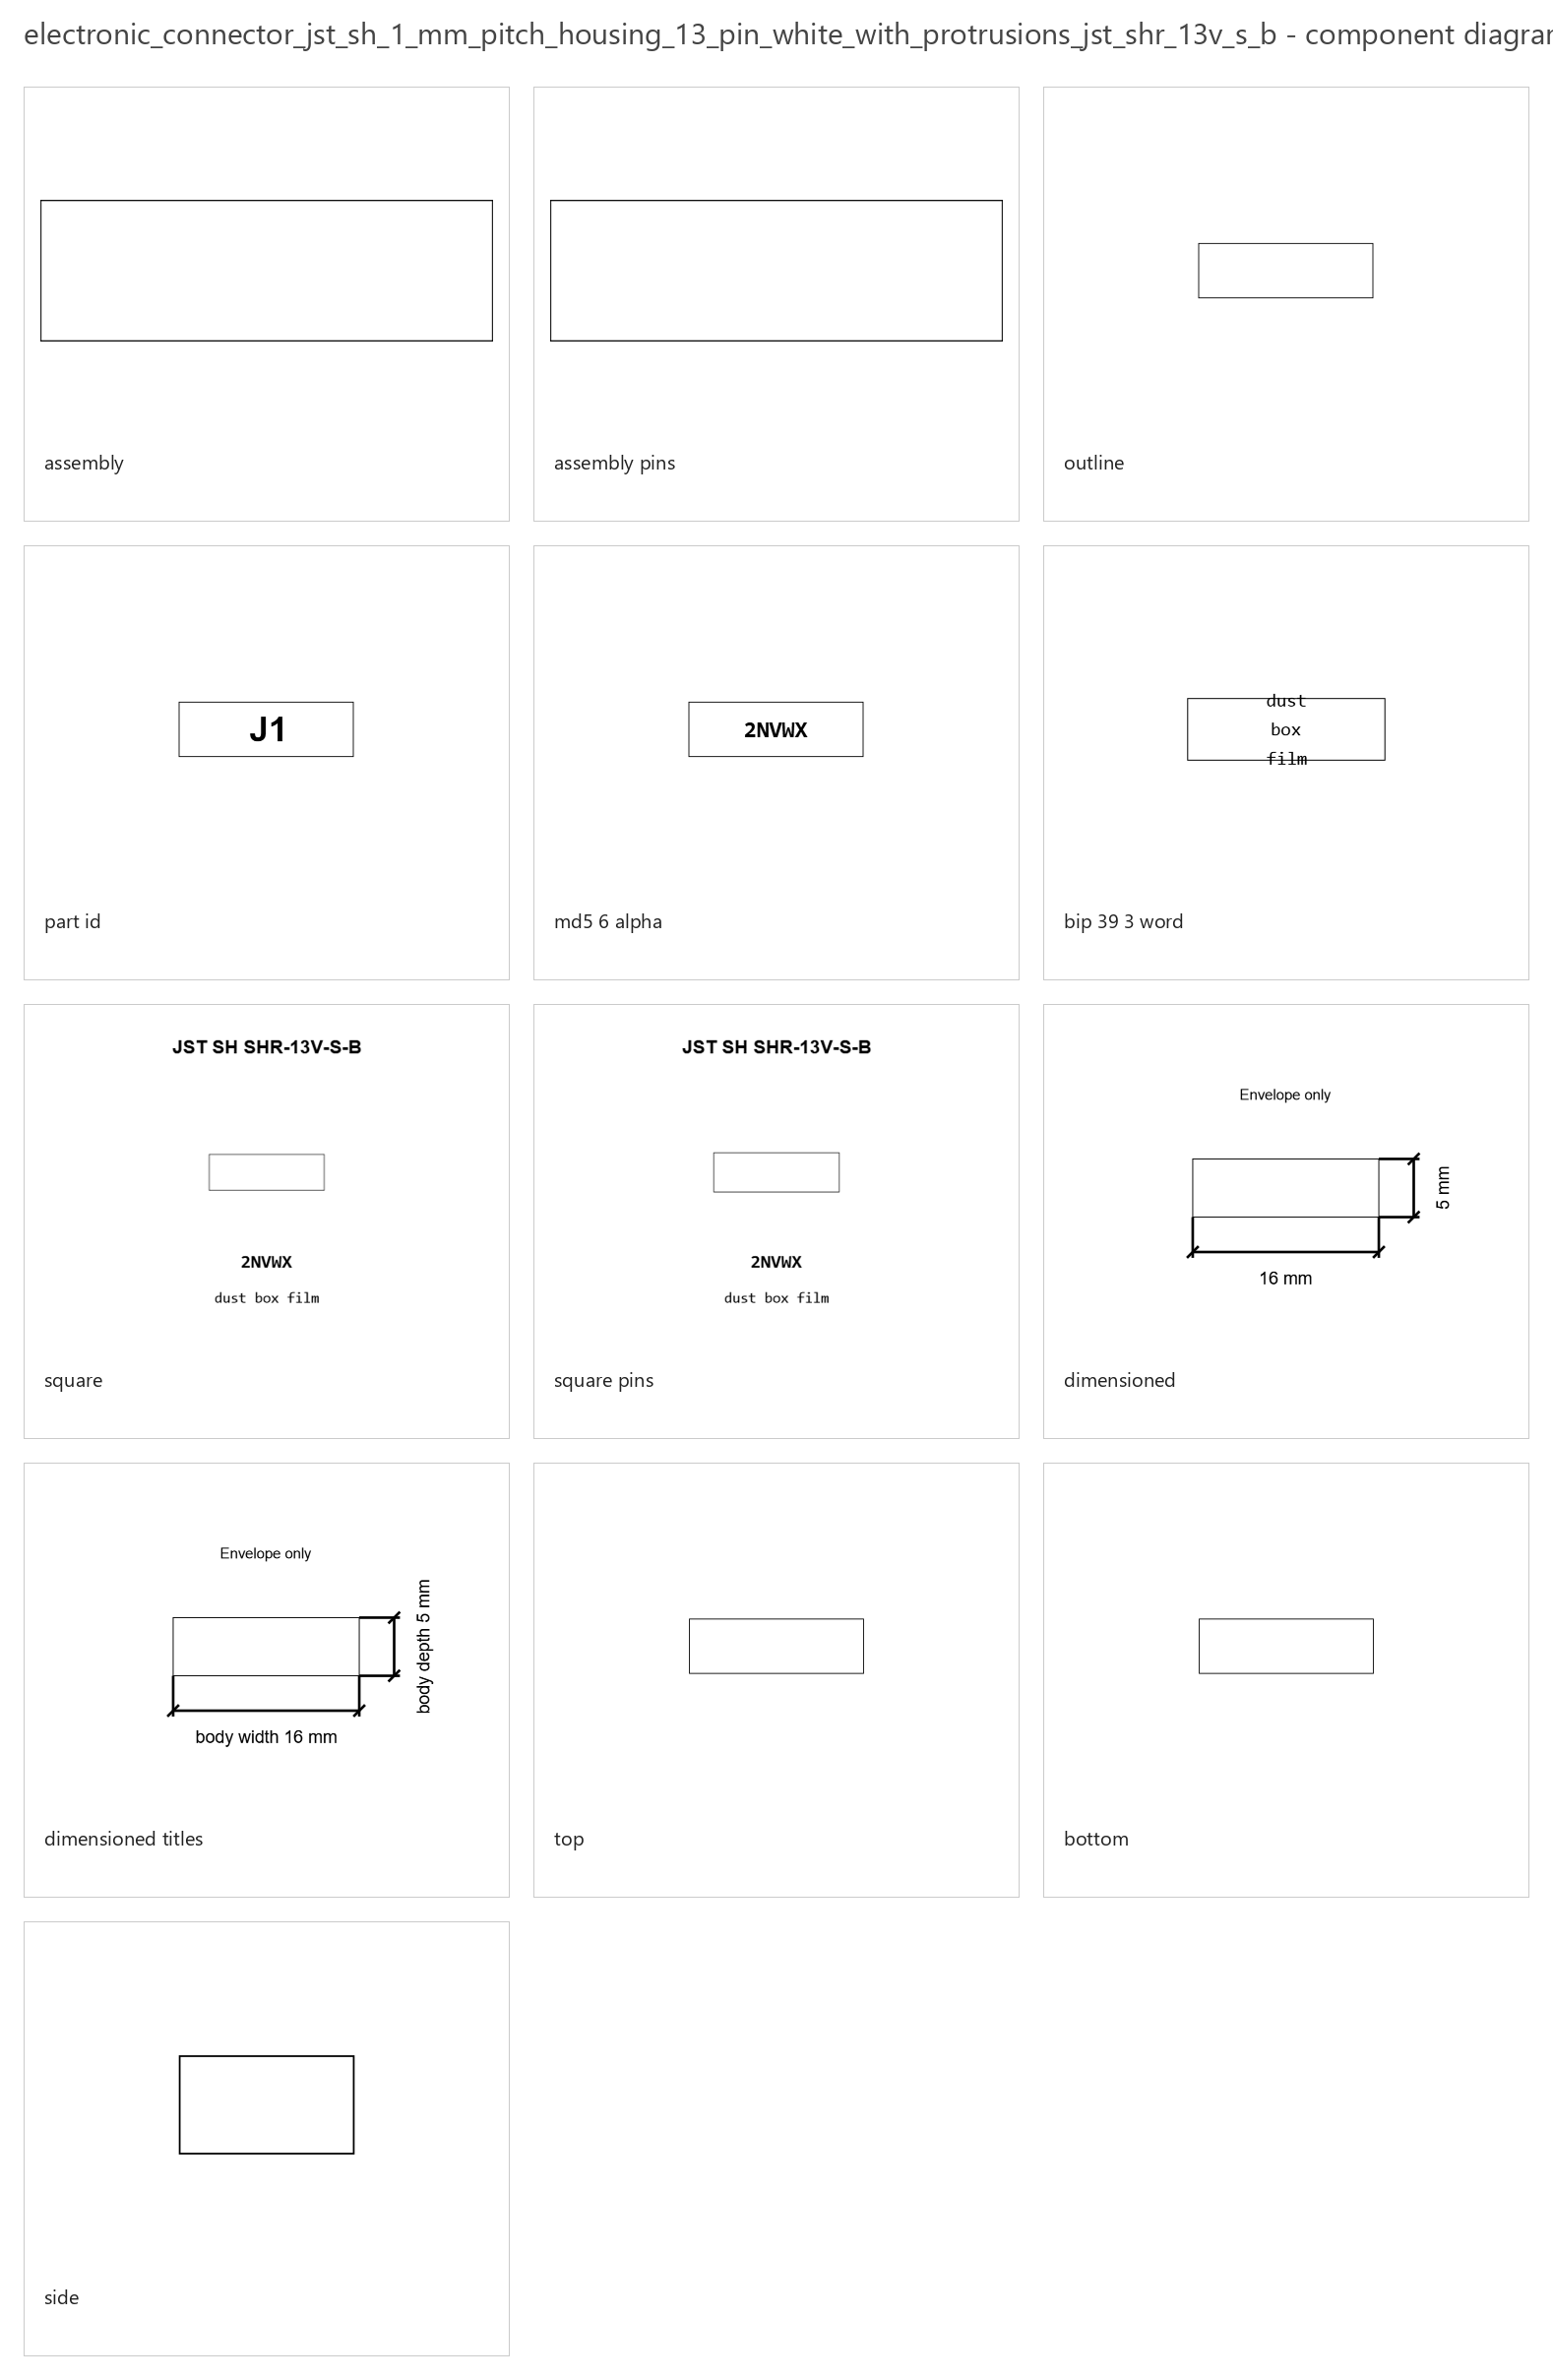 electronic_connector_jst_sh_1_mm_pitch_housing_13_pin_white_with_protrusions_jst_shr_13v_s_b - component diagram
assembly
assembly pins
outline
J1
part id
2NVWX
md5 6 alpha
dust
box
film
bip 39 3 word
JST SH SHR-13V-S-B
2NVWX
dust box film
square
JST SH SHR-13V-S-B
2NVWX
dust box film
square pins
Envelope only
5 mm
16 mm
dimensioned
Envelope only
body depth 5 mm
body width 16 mm
dimensioned titles
top
bottom
side